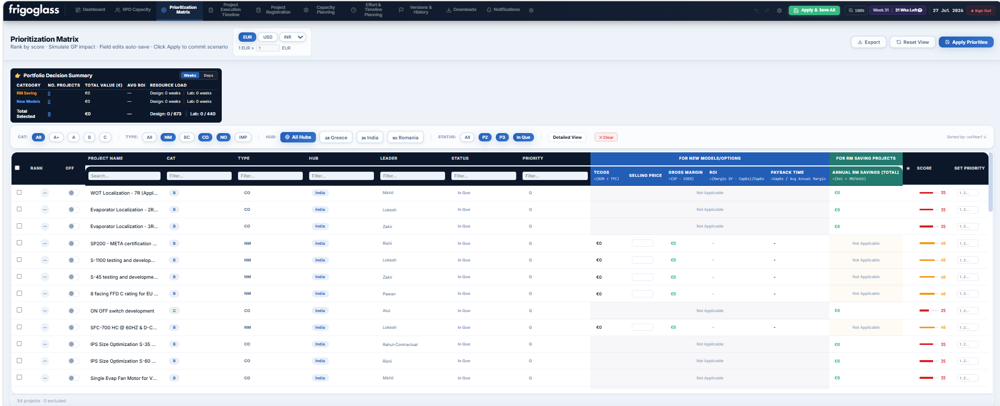 frigoglass
Dashboard
RPD Capacity
Prioritization Matrix
Project Execution Timeline
Project Registration
Capacity Planning
Effort & Timeline Planning
Versions & History
Downloads
Notifications
Apply & Save All
100%
Week 31 | 21 Wks Left
27 Jul 2026
Sign Out
Prioritization Matrix
Rank by score · Simulate GP impact · Field edits auto-save · Click Apply to commit scenario
EUR USD INR
1 EUR = 1 EUR
Export
Reset View
Apply Priorities
Portfolio Decision Summary Weeks Days
CATEGORY NO. PROJECTS TOTAL VALUE (€) AVG ROI RESOURCE LOAD
RM Saving 0 €0 — Design: 0 weeks | Lab: 0 weeks
New Models 0 €0 — Design: 0 weeks | Lab: 0 weeks
Total Selected 0 €0 — Design: 0 / 673 | Lab: 0 / 440
CAT: All A+ A B C TYPE: All NM BC CO NO IMP HUB: All Hubs GR Greece IN India RO Romania STATUS: All P2 P3 In Que Detailed View ✕ Clear Sorted by: volYear1 ↓
RANK OFF PROJECT NAME CAT TYPE HUB LEADER STATUS PRIORITY FOR NEW MODELS/OPTIONS FOR RM SAVING PROJECTS ★ SCORE SET PRIORITY
Search... Filter... Filter... Filter... Filter... Filter... Filter...
TCOGS SELLING PRICE GROSS MARGIN ROI PAYBACK TIME ANNUAL RM SAVINGS (TOTAL)
=(BOM + TPC) =(SP - COGS) =(Margin 3Y - CapEx)/CapEx =CapEx / Avg Annual Margin =(Vol × RM/Unit)
— WOT Localization - 7R (Appl... B CO India Nikhil In Que Q Not Applicable €0 35 1, 2...
— Evaporator Localization - 2R... B CO India Lokesh In Que Q Not Applicable €0 35 1, 2...
— Evaporator Localization - 3R... B CO India Zakir In Que Q Not Applicable €0 35 1, 2...
— SP200 - META certification ... B NM India Rishi In Que Q €0 €0 - - Not Applicable 40 1, 2...
— S-1100 testing and develop... B NM India Lokesh In Que Q €0 €0 - - Not Applicable 40 1, 2...
— S-45 testing and developme... B NM India Zakir In Que Q €0 €0 - - Not Applicable 40 1, 2...
— 8 facing FFD C rating for EU ... B NM India Pawan In Que Q €0 €0 - - Not Applicable 40 1, 2...
— ON OFF switch development C CO India Atul In Que Q Not Applicable €0 25 1, 2...
— SFC-700 HC @ 60HZ & D-C... B NM India Lokesh In Que Q €0 €0 - - Not Applicable 40 1, 2...
— IPS Size Optimization S-35 ... B CO India Rahul-Contractual In Que Q Not Applicable €0 35 1, 2...
— IPS Size Optimization S-60 ... B CO India Rishi In Que Q Not Applicable €0 35 1, 2...
— Single Evap Fan Motor for V... B CO India Nikhil In Que Q Not Applicable €0 35 1, 2...
54 projects · 0 excluded